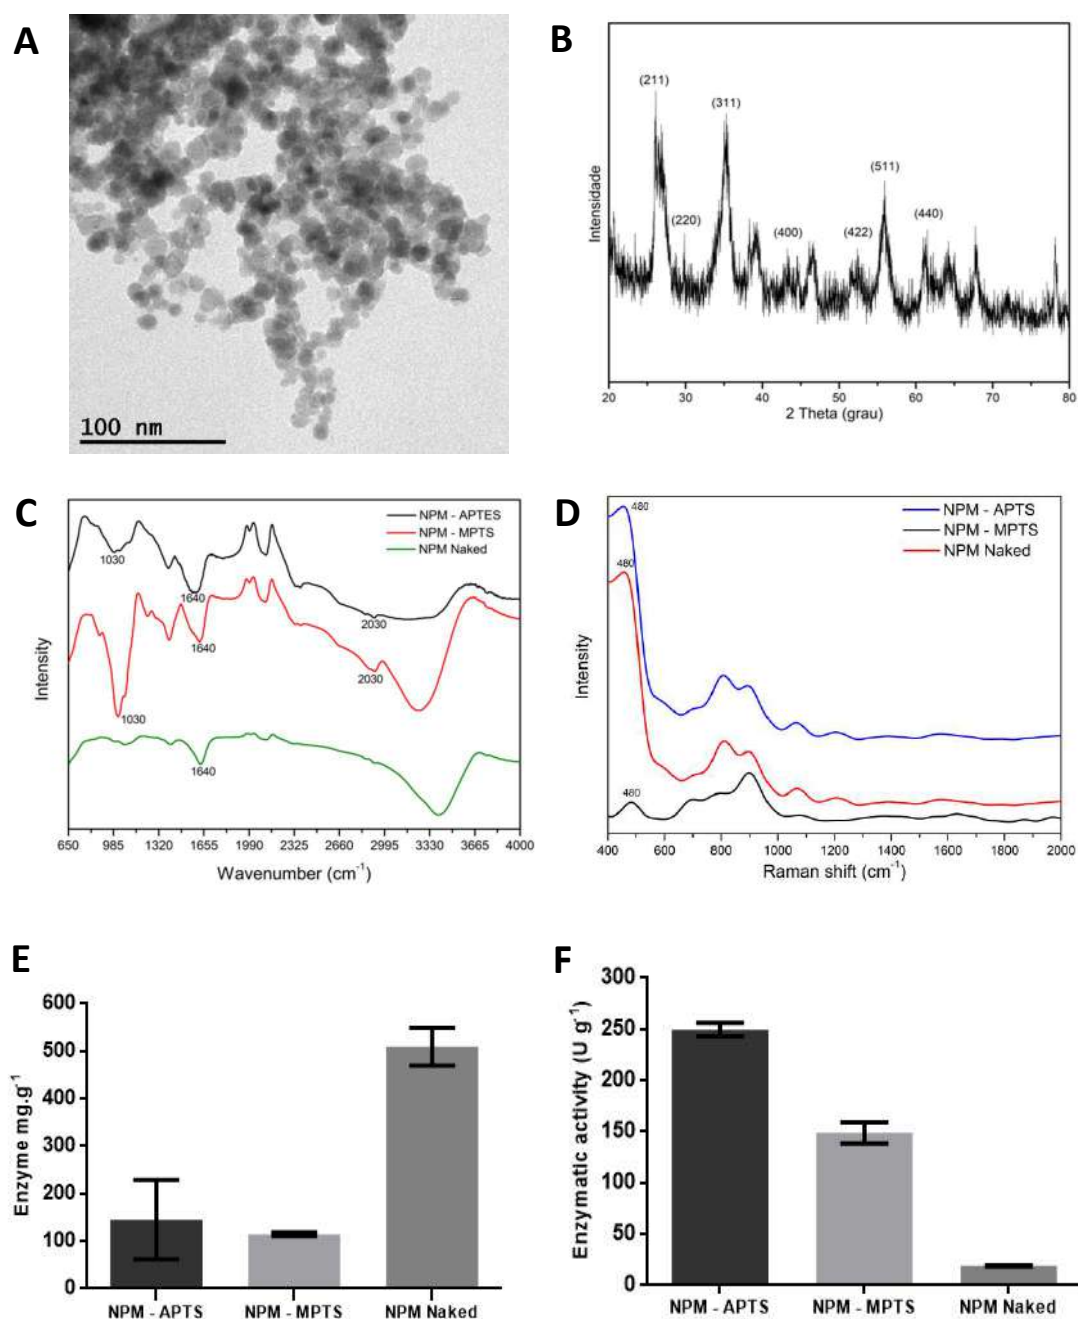 A
100 nm
B
Intensidade
(211)
(220)
(311)
(400)
(422)
(511)
(440)
20 30 40 50 60 70 80
2 Theta (grau)
C
Intensity
NPM - APTES
NPM - MPTS
NPM Naked
1030
1640
2030
1030
1640
2030
1640
650 985 1320 1655 1990 2325 2660 2995 3330 3665 4000
Wavenumber (cm⁻¹)
D
Intensity
NPM - APTS
NPM - MPTS
NPM Naked
480
480
480
400 600 800 1000 1200 1400 1600 1800 2000
Raman shift (cm⁻¹)
E
Enzyme mg.g⁻¹
600
500
400
300
200
100
0
NPM - APTS NPM - MPTS NPM Naked
F
Enzymatic activity (U g⁻¹)
300
250
200
150
100
50
0
NPM - APTS NPM - MPTS NPM Naked